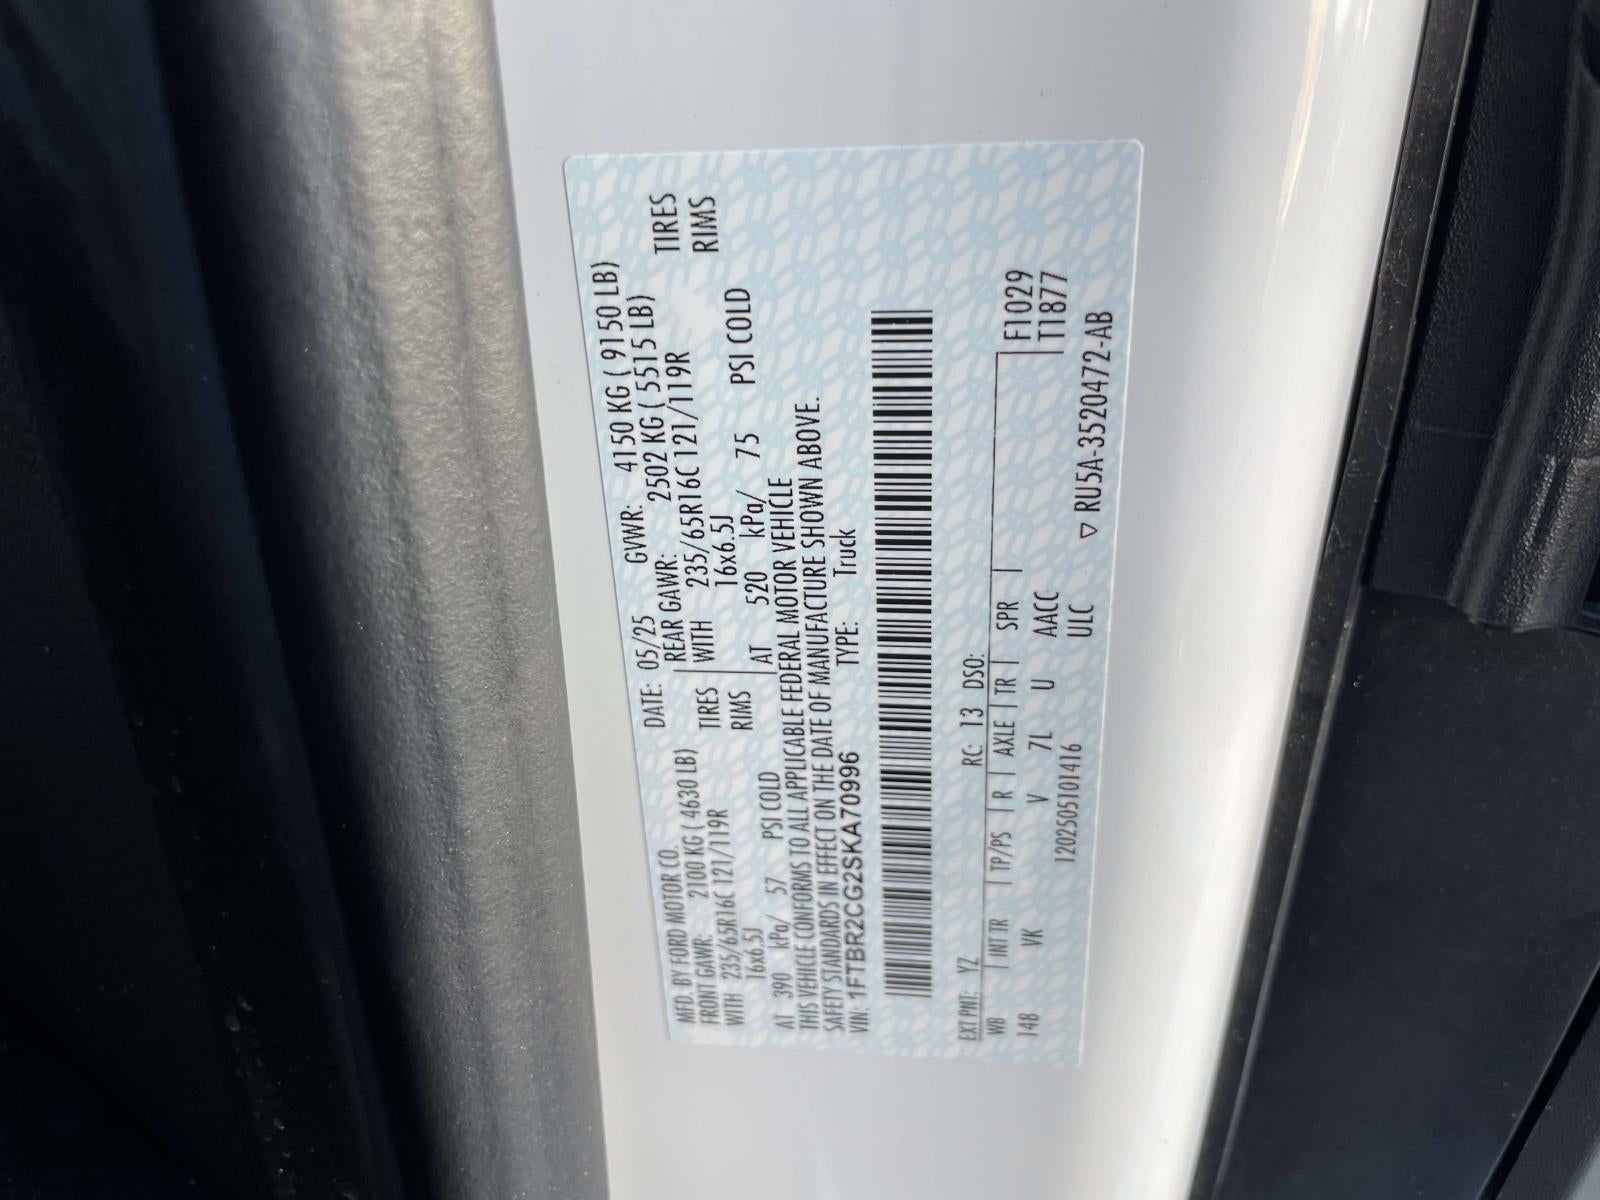 MFD. BY FORD MOTOR CO. DATE: 05/25 GVWR: 4150 KG ( 9150 LB)
FRONT GAWR: 2100 KG ( 4630 LB) REAR GAWR: 2502 KG ( 5515 LB)
WITH 235/65R16C 121/119R TIRES WITH 235/65R16C 121/119R TIRES
16x6.5J RIMS 16x6.5J RIMS
AT 390 kPa/ 57 PSI COLD AT 520 kPa/ 75 PSI COLD
THIS VEHICLE CONFORMS TO ALL APPLICABLE FEDERAL MOTOR VEHICLE
SAFETY STANDARDS IN EFFECT ON THE DATE OF MANUFACTURE SHOWN ABOVE.
VIN: 1FTBR2CG2SKA70996 TYPE: Truck
EXT PNT: YZ RC: 13 DSO:
WB INT TR TP/PS R AXLE TR SPR F1029
148 VK V 7L U AACC T1877
120250510141​6 ULC
▽ RU5A-3520472-AB